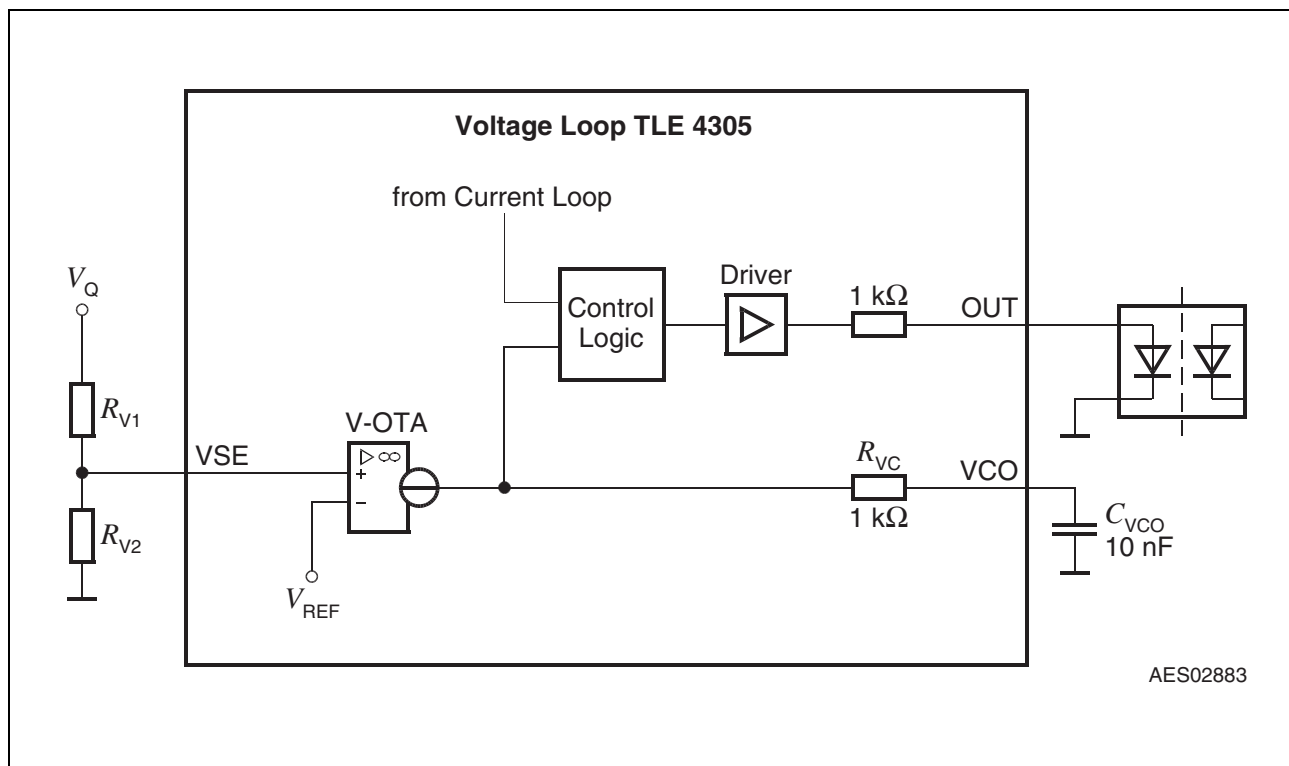 Voltage Loop TLE 4305
from Current Loop
V_Q
Driver
1 kΩ
OUT
Control
Logic
R_V1
V-OTA
VSE
▷ ∞
+
−
R_VC
VCO
1 kΩ
C_VCO
10 nF
R_V2
V_REF
AES02883